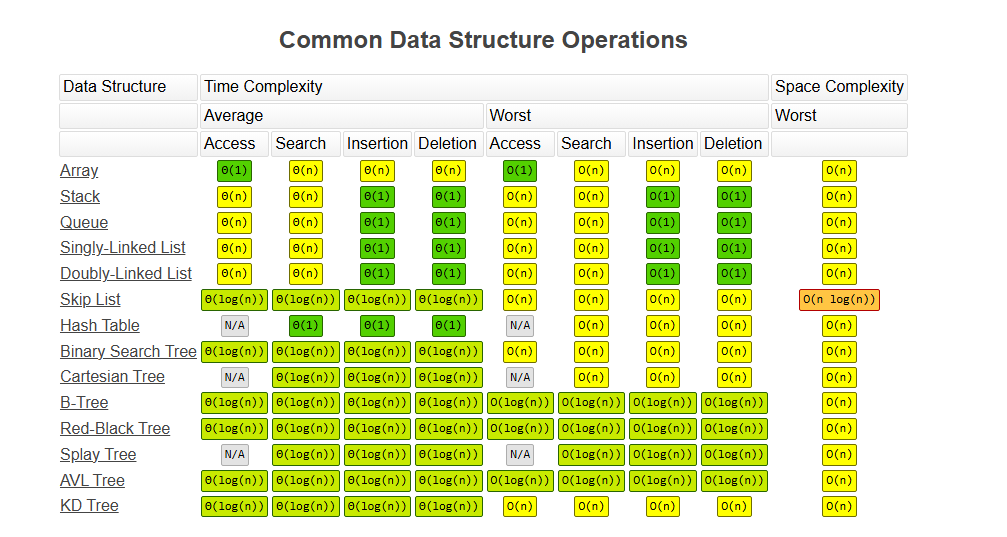 Common Data Structure Operations
Data Structure Time Complexity Space Complexity
Average Worst Worst
Access Search Insertion Deletion Access Search Insertion Deletion
Array Θ(1) Θ(n) Θ(n) Θ(n) O(1) O(n) O(n) O(n) O(n)
Stack Θ(n) Θ(n) Θ(1) Θ(1) O(n) O(n) O(1) O(1) O(n)
Queue Θ(n) Θ(n) Θ(1) Θ(1) O(n) O(n) O(1) O(1) O(n)
Singly-Linked List Θ(n) Θ(n) Θ(1) Θ(1) O(n) O(n) O(1) O(1) O(n)
Doubly-Linked List Θ(n) Θ(n) Θ(1) Θ(1) O(n) O(n) O(1) O(1) O(n)
Skip List Θ(log(n)) Θ(log(n)) Θ(log(n)) Θ(log(n)) O(n) O(n) O(n) O(n) O(n log(n))
Hash Table N/A Θ(1) Θ(1) Θ(1) N/A O(n) O(n) O(n) O(n)
Binary Search Tree Θ(log(n)) Θ(log(n)) Θ(log(n)) Θ(log(n)) O(n) O(n) O(n) O(n) O(n)
Cartesian Tree N/A Θ(log(n)) Θ(log(n)) Θ(log(n)) N/A O(n) O(n) O(n) O(n)
B-Tree Θ(log(n)) Θ(log(n)) Θ(log(n)) Θ(log(n)) O(log(n)) O(log(n)) O(log(n)) O(log(n)) O(n)
Red-Black Tree Θ(log(n)) Θ(log(n)) Θ(log(n)) Θ(log(n)) O(log(n)) O(log(n)) O(log(n)) O(log(n)) O(n)
Splay Tree N/A Θ(log(n)) Θ(log(n)) Θ(log(n)) N/A O(log(n)) O(log(n)) O(log(n)) O(n)
AVL Tree Θ(log(n)) Θ(log(n)) Θ(log(n)) Θ(log(n)) O(log(n)) O(log(n)) O(log(n)) O(log(n)) O(n)
KD Tree Θ(log(n)) Θ(log(n)) Θ(log(n)) Θ(log(n)) O(n) O(n) O(n) O(n) O(n)